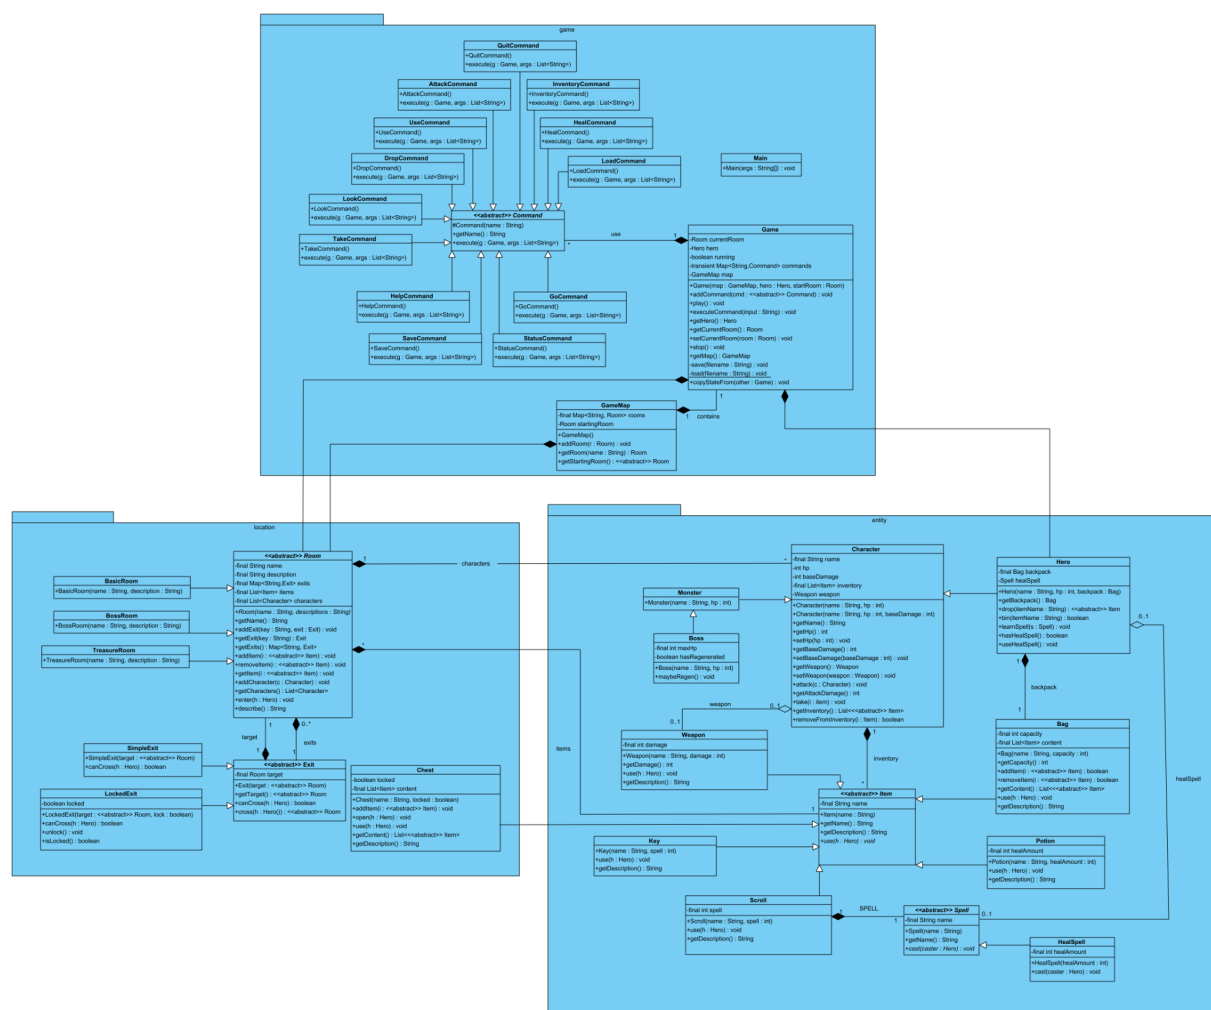 game
QuitCommand
+QuitCommand()
+execute(g : Game, args : List<String>)
AttackCommand
+AttackCommand()
+execute(g : Game, args : List<String>)
InventoryCommand
+InventoryCommand()
+execute(g : Game, args : List<String>)
UseCommand
+UseCommand()
+execute(g : Game, args : List<String>)
HealCommand
+HealCommand()
+execute(g : Game, args : List<String>)
DropCommand
+DropCommand()
+execute(g : Game, args : List<String>)
LoadCommand
+LoadCommand()
+execute(g : Game, args : List<String>)
Main
+Main(args : String[]) : void
LookCommand
+LookCommand()
+execute(g : Game, args : List<String>)
<<abstract>> Command
#Command(name : String)
+getName() : String
+execute(g : Game, args : List<String>)
use
1
*
TakeCommand
+TakeCommand()
+execute(g : Game, args : List<String>)
Game
-Room currentRoom
-Hero hero
-boolean running
-transient Map<String,Command> commands
-GameMap map
+Game(map : GameMap, hero : Hero, startRoom : Room)
+addCommand(cmd : <<abstract>> Command) : void
+play() : void
+executeCommand(input : String) : void
+getHero() : Hero
+getCurrentRoom() : Room
+setCurrentRoom(room : Room) : void
+stop() : void
+getMap() : GameMap
-save(filename : String) : void
-load(filename : String) : void
+copyStateFrom(other : Game) : void
HelpCommand
+HelpCommand()
+execute(g : Game, args : List<String>)
GoCommand
+GoCommand()
+execute(g : Game, args : List<String>)
SaveCommand
+SaveCommand()
+execute(g : Game, args : List<String>)
StatusCommand
+StatusCommand()
+execute(g : Game, args : List<String>)
1
1
contains
GameMap
-final Map<String, Room> rooms
-Room startingRoom
+GameMap()
+addRoom(r : Room) : void
+getRoom(name : String) : Room
+getStartingRoom() : <<abstract>> Room
location
<<abstract>> Room
-final String name
-final String description
-final Map<String,Exit> exits
-final List<Item> items
-final List<Character> characters
+Room(name : String, descriptions : String)
+getName() : String
+addExit(key : String, exit : Exit) : void
+getExit(key : String) : Exit
+getExits() : Map<String, Exit>
+addItem(i : <<abstract>> Item) : void
+removeItem(i : <<abstract>> Item) : void
+getItem(i : <<abstract>> Item) : void
+addCharacter(c : Character) : void
+getCharacters() : List<Character>
+enter(h : Hero) : void
+describe() : String
BasicRoom
+BasicRoom(name : String, description : String)
BossRoom
+BossRoom(name : String, description : String)
TreasureRoom
+TreasureRoom(name : String, description : String)
1
characters
*
*
items
1
1
target
1
0..*
exits
1
SimpleExit
+SimpleExit(target : <<abstract>> Room)
+canCross(h : Hero) : boolean
<<abstract>> Exit
-final Room target
+Exit(target : <<abstract>> Room)
+getTarget() : <<abstract>> Room
+canCross(h : Hero) : boolean
+cross(h : Hero)) : <<abstract>> Room
LockedExit
-boolean locked
+LockedExit(target : <<abstract>> Room, lock : boolean)
+canCross(h : Hero) : boolean
+unlock() : void
+isLocked() : boolean
Chest
-boolean locked
-final List<Item> content
+Chest(name : String, locked : boolean)
+addItem(i : <<abstract>> Item) : void
+open(h : Hero) : void
+use(h : Hero) : void
+getContent() : List<<<abstract>> Item>
+getDescription() : String
entity
Character
-final String name
-int hp
-int baseDamage
-final List<Item> inventory
-Weapon weapon
+Character(name : String, hp : int)
+Character(name : String, hp : int, baseDamage : int)
+getName() : String
+getHp() : int
+setHp(hp : int) : void
+getBaseDamage() : int
+setBaseDamage(baseDamage : int) : void
+getWeapon() : Weapon
+setWeapon(weapon : Weapon) : void
+attack(c : Character) : void
+getAttackDamage() : int
+take(i : item) : void
+getInventory() : List<<<abstract>> Item>
+removeFromInventory(i : Item) : boolean
Monster
+Monster(name : String, hp : int)
Boss
-final int maxHp
-boolean hasRegenerated
+Boss(name : String, hp : int)
+maybeRegen() : void
Hero
-final Bag backpack
-Spell healSpell
+Hero(name : String, hp : int, backpack : Bag)
+getBackpack() : Bag
+drop(itemName : String) : <<abstract>> Item
+bin(itemName : String) : boolean
+learnSpell(s : Spell) : void
+hasHealSpell() : boolean
+useHealSpell() : void
0..1
healSpell
0..1
1
backpack
1
weapon
0..1
0..1
Weapon
-final int damage
+Weapon(name : String, damage : int)
+getDamage() : int
+use(h : Hero) : void
+getDescription() : String
1
inventory
*
Bag
-final int capacity
-final List<Item> content
+Bag(name : String, capacity : int)
+getCapacity() : int
+addItem(i : <<abstract>> Item) : boolean
+removeItem(i : <<abstract>> Item) : boolean
+getContent() : List<<<abstract>> Item>
+use(h : Hero) : void
+getDescription() : String
<<abstract>> Item
-final String name
+Item(name : String)
+getName() : String
+getDescription() : String
+use(h : Hero) : void
Key
+Key(name : String, spell : int)
+use(h : Hero) : void
+getDescription() : String
Potion
-final int healAmount
+Potion(name : String, healAmount : int)
+use(h : Hero) : void
+getDescription() : String
Scroll
-final int spell
+Scroll(name : String, spell : int)
+use(h : Hero) : void
+getDescription() : String
1
SPELL
1
<<abstract>> Spell
-final String name
+Spell(name : String)
+getName() : String
+cast(caster : Hero) : void
HealSpell
-final int healAmount
+HealSpell(healAmount : int)
+cast(caster : Hero) : void